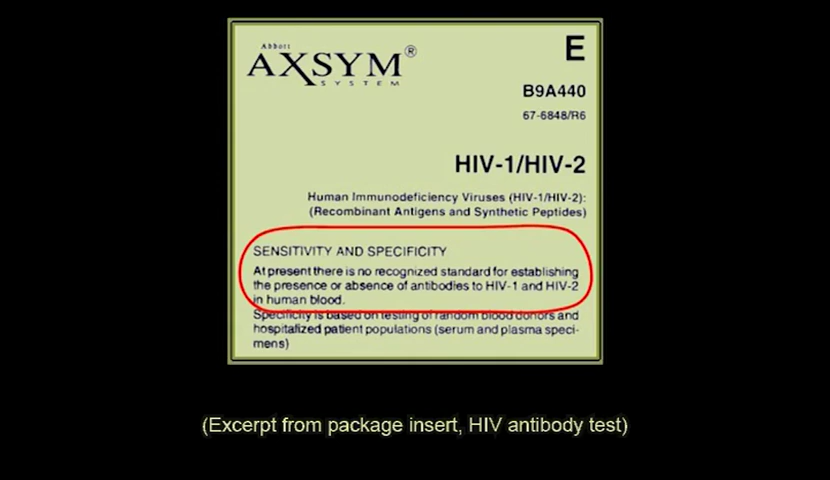 Abbott
AXSYM®
SYSTEM
E
B9A440
67-6848/R6
HIV-1/HIV-2
Human Immunodeficiency Viruses (HIV-1/HIV-2):
(Recombinant Antigens and Synthetic Peptides)
SENSITIVITY AND SPECIFICITY
At present there is no recognized standard for establishing
the presence or absence of antibodies to HIV-1 and HIV-2
in human blood.
Specificity is based on testing of random blood donors and
hospitalized patient populations (serum and plasma speci-
mens)
(Excerpt from package insert, HIV antibody test)